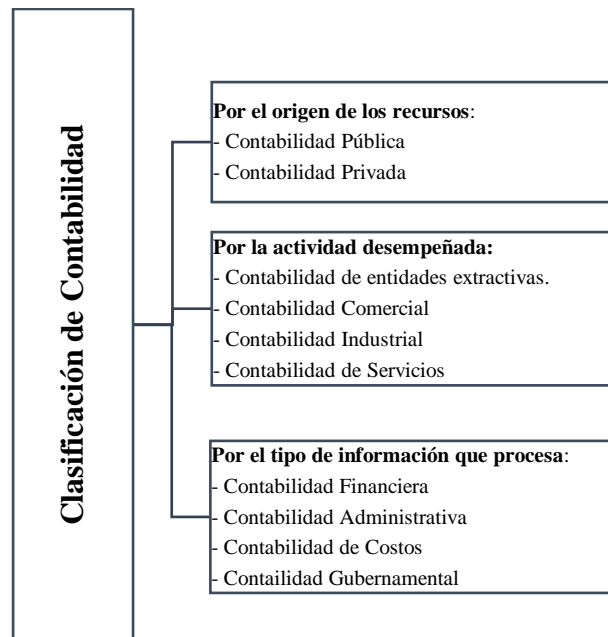 Clasificación de Contabilidad
Por el origen de los recursos:
- Contabilidad Pública
- Contabilidad Privada
Por la actividad desempeñada:
- Contabilidad de entidades extractivas.
- Contabilidad Comercial
- Contabilidad Industrial
- Contabilidad de Servicios
Por el tipo de información que procesa:
- Contabilidad Financiera
- Contabilidad Administrativa
- Contabilidad de Costos
- Contailidad Gubernamental